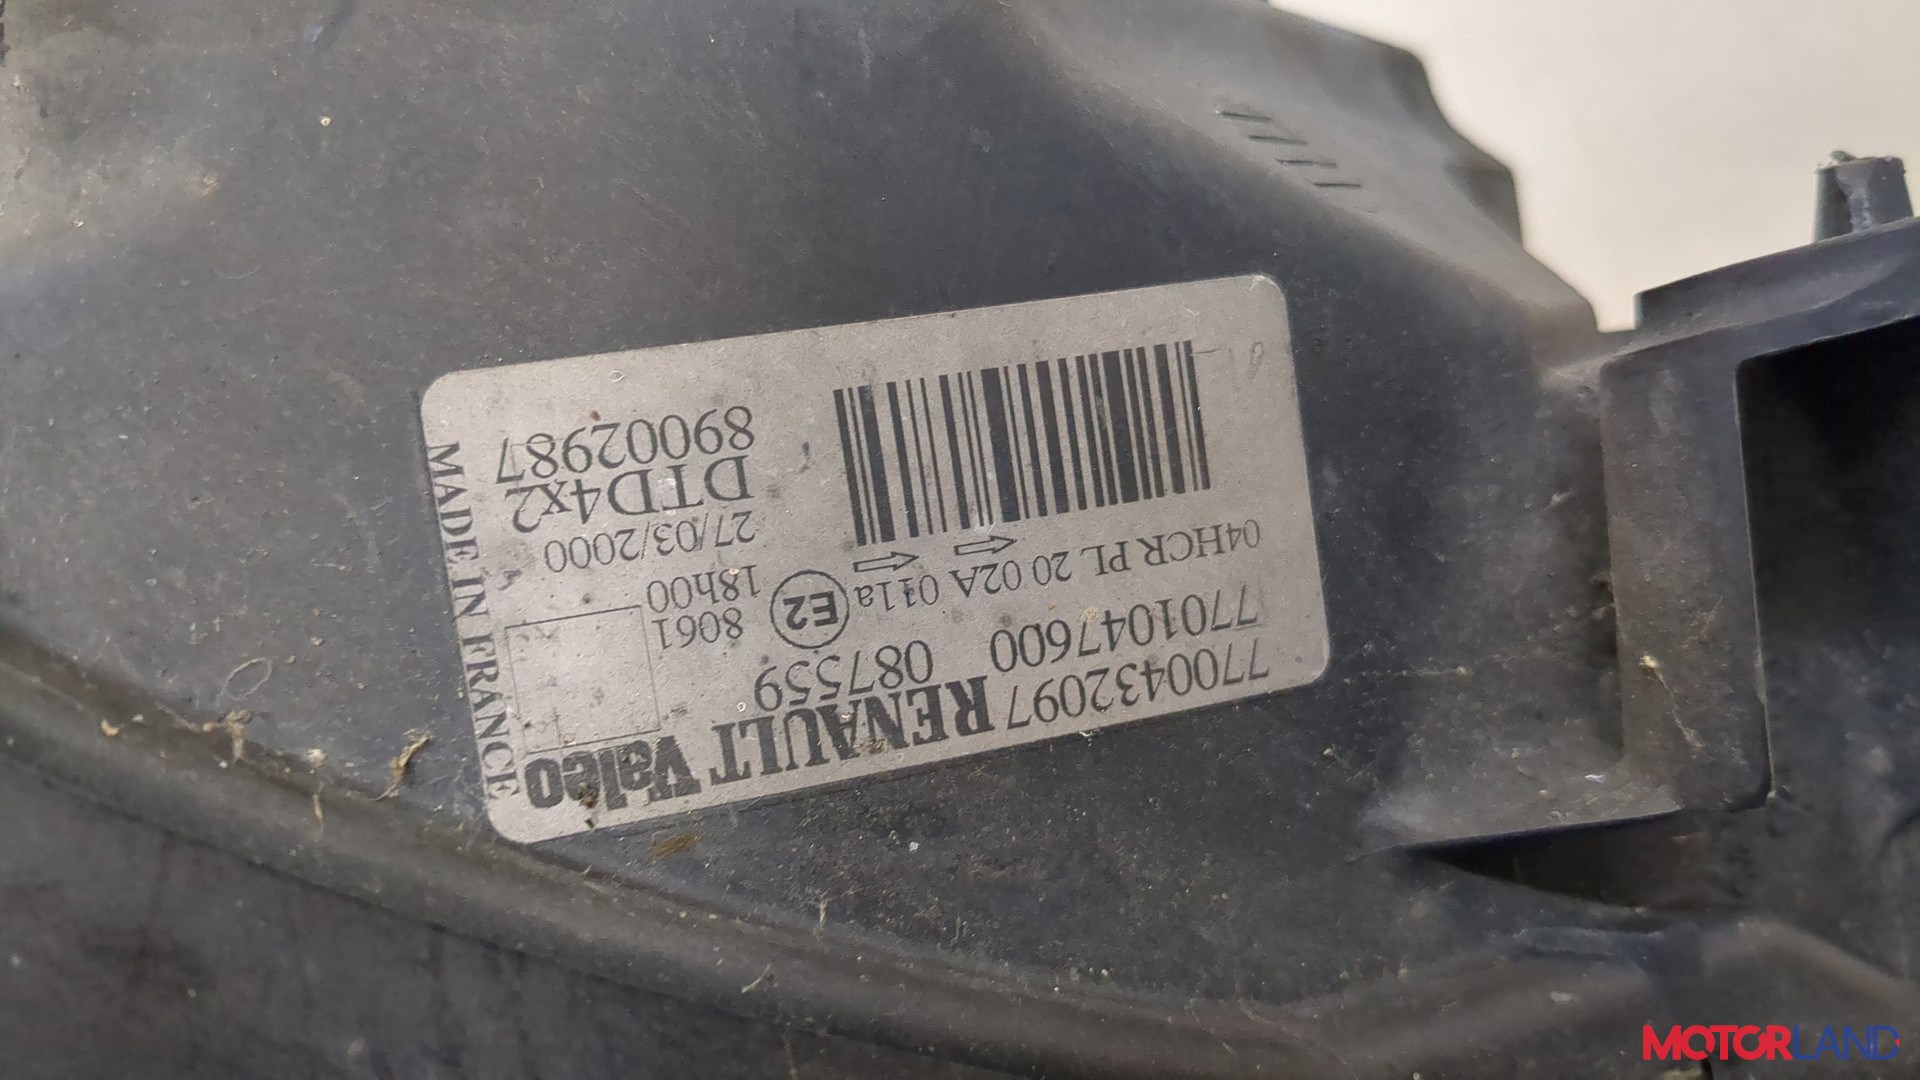 7700432097 RENAULT Valeo
7701047600 087559
04HCR PL 20 02A 011a E2 8061
18h00
27/03/2000
DTD4x2
89002987
MADE IN FRANCE
MOTORLAND